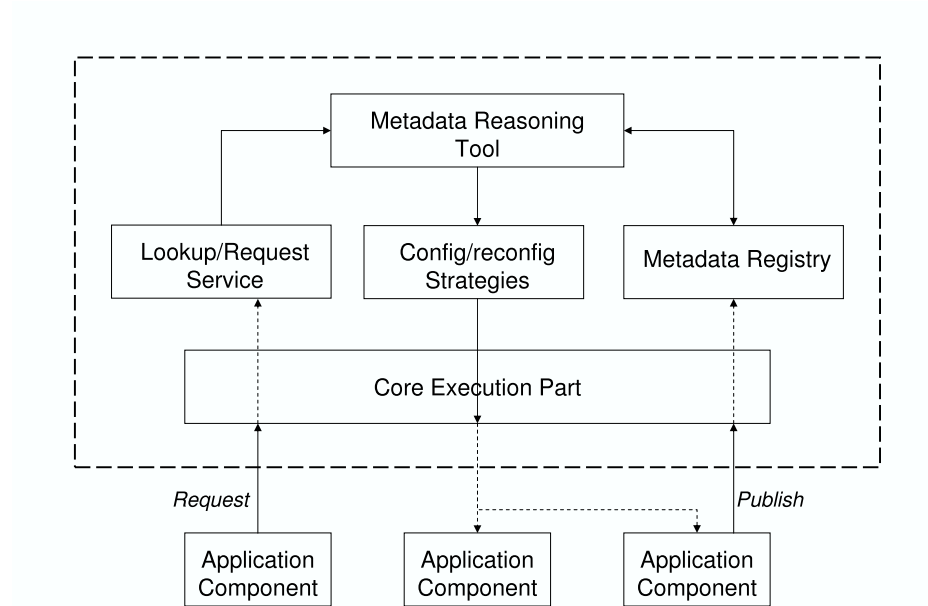 Metadata Reasoning
Tool
Lookup/Request
Service
Config/reconfig
Strategies
Metadata Registry
Core Execution Part
Request
Publish
Application
Component
Application
Component
Application
Component